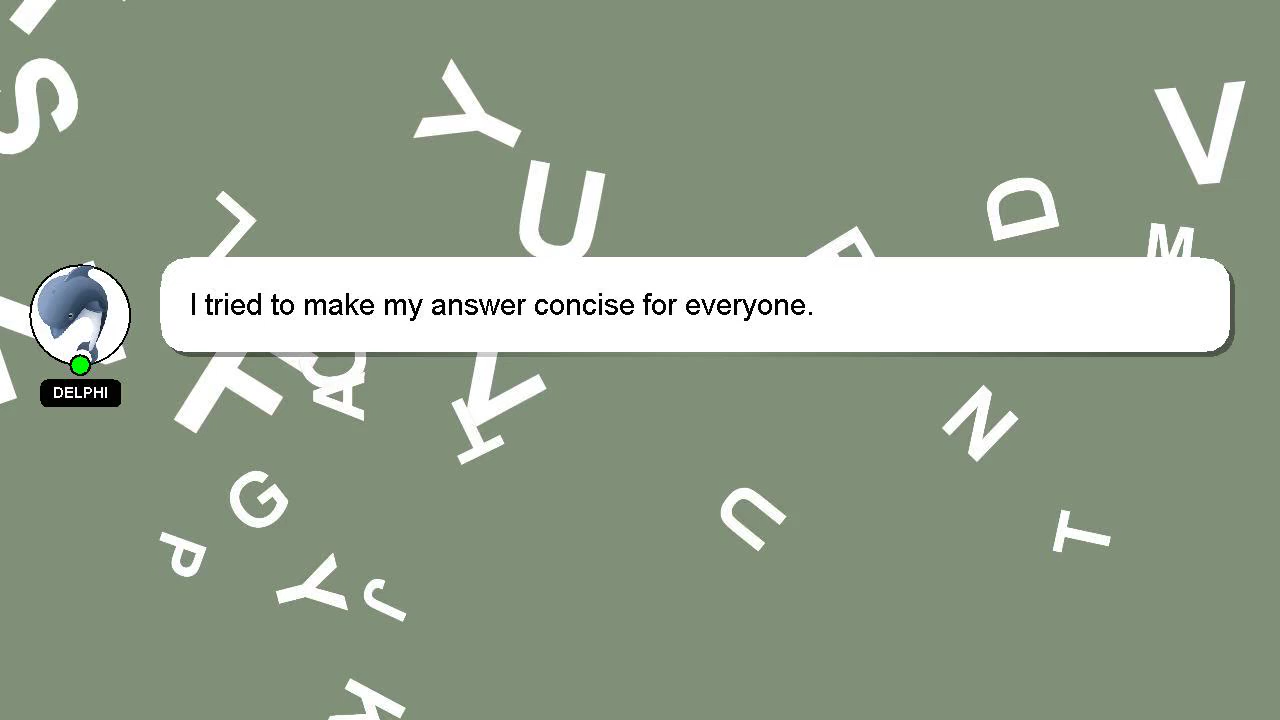 I tried to make my answer concise for everyone.
DELPHI
S
Y
U
V
L
D
M
A
N
G
U
T
P
Y
J
K